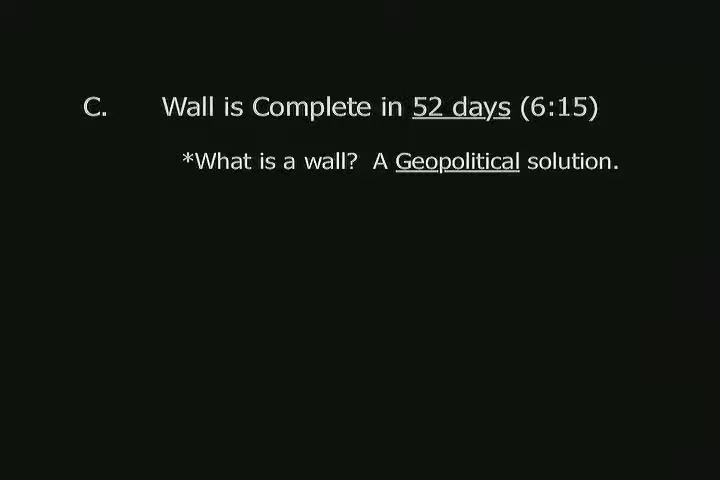 C. Wall is Complete in 52 days (6:15)
*What is a wall? A Geopolitical solution.